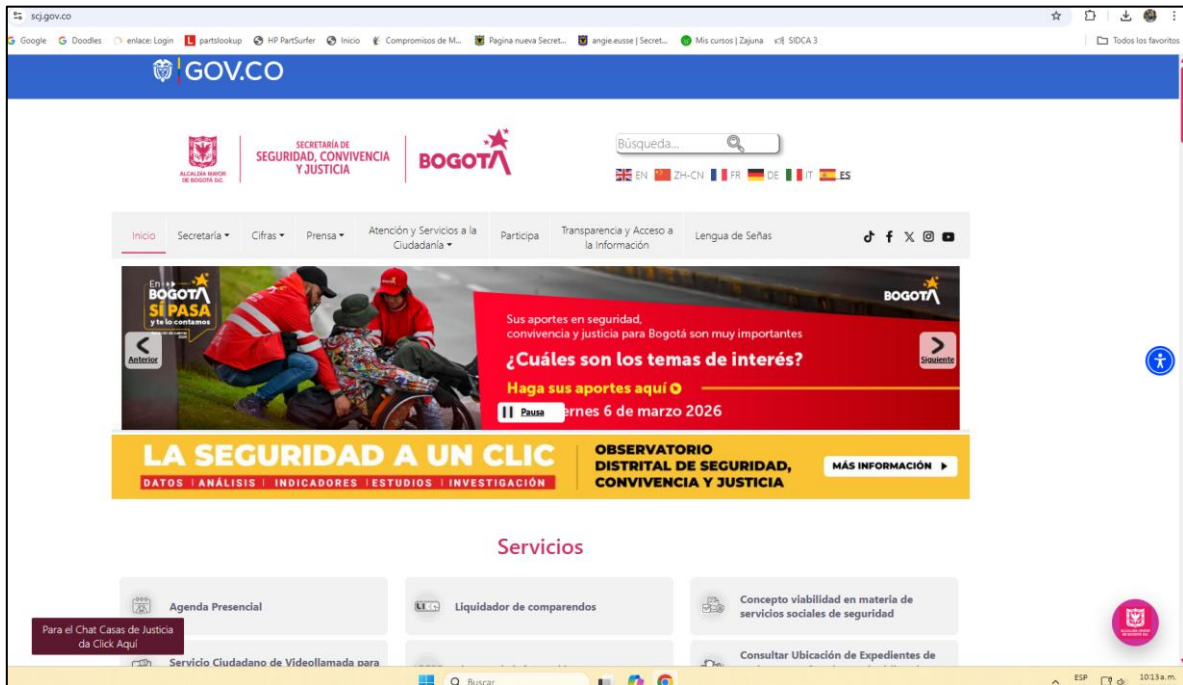 scj.gov.co
Google
Doodles
enlace: Login
partslookup
HP PartSurfer
Inicio
Compromisos de M...
Pagina nueva Secret...
angie.eusse | Secret...
Mis cursos | Zajuna
SIDCA 3
Todos los favoritos
GOV.CO
ALCALDÍA MAYOR
DE BOGOTÁ D.C.
SECRETARÍA DE
SEGURIDAD, CONVIVENCIA
Y JUSTICIA
BOGOTÁ
Búsqueda...
EN
ZH-CN
FR
DE
IT
ES
Inicio
Secretaría
Cifras
Prensa
Atención y Servicios a la
Ciudadanía
Participa
Transparencia y Acceso a
la Información
Lengua de Señas
En
BOGOTÁ
SÍ PASA
y te lo contamos
BOGOTÁ
Sus aportes en seguridad,
convivencia y justicia para Bogotá son muy importantes
¿Cuáles son los temas de interés?
Haga sus aportes aquí
ernes 6 de marzo 2026
Anterior
Pausa
Siguiente
LA SEGURIDAD A UN CLIC
DATOS | ANÁLISIS | INDICADORES | ESTUDIOS | INVESTIGACIÓN
OBSERVATORIO
DISTRITAL DE SEGURIDAD,
CONVIVENCIA Y JUSTICIA
MÁS INFORMACIÓN
Servicios
Agenda Presencial
Liquidador de comparendos
Concepto viabilidad en materia de
servicios sociales de seguridad
Para el Chat Casas de Justicia
da Click Aquí
Servicio Ciudadano de Videollamada para
Consultar Ubicación de Expedientes de
Buscar
ESP
10:13 a.m.